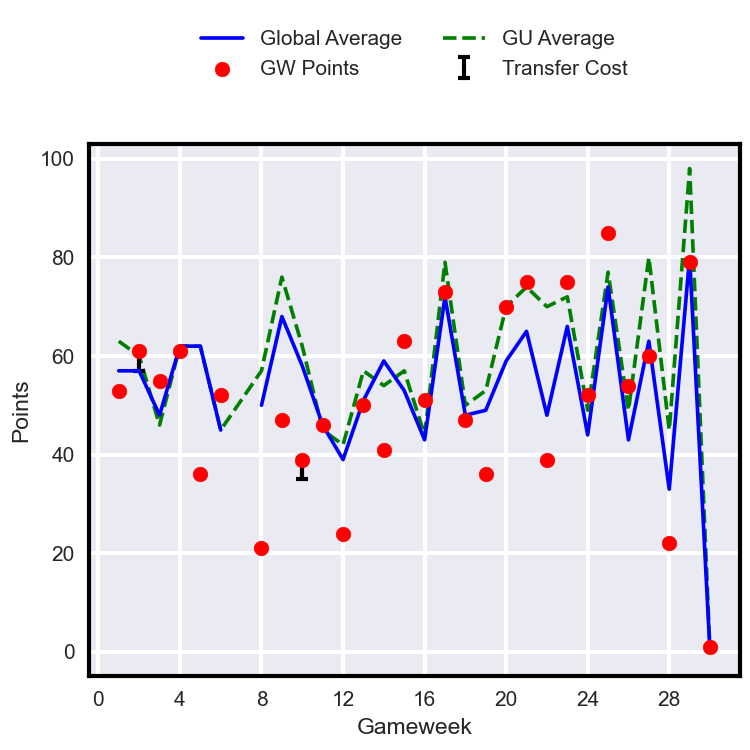 Global Average
GU Average
GW Points
Transfer Cost
100
80
60
40
20
0
Points
0 4 8 12 16 20 24 28
Gameweek